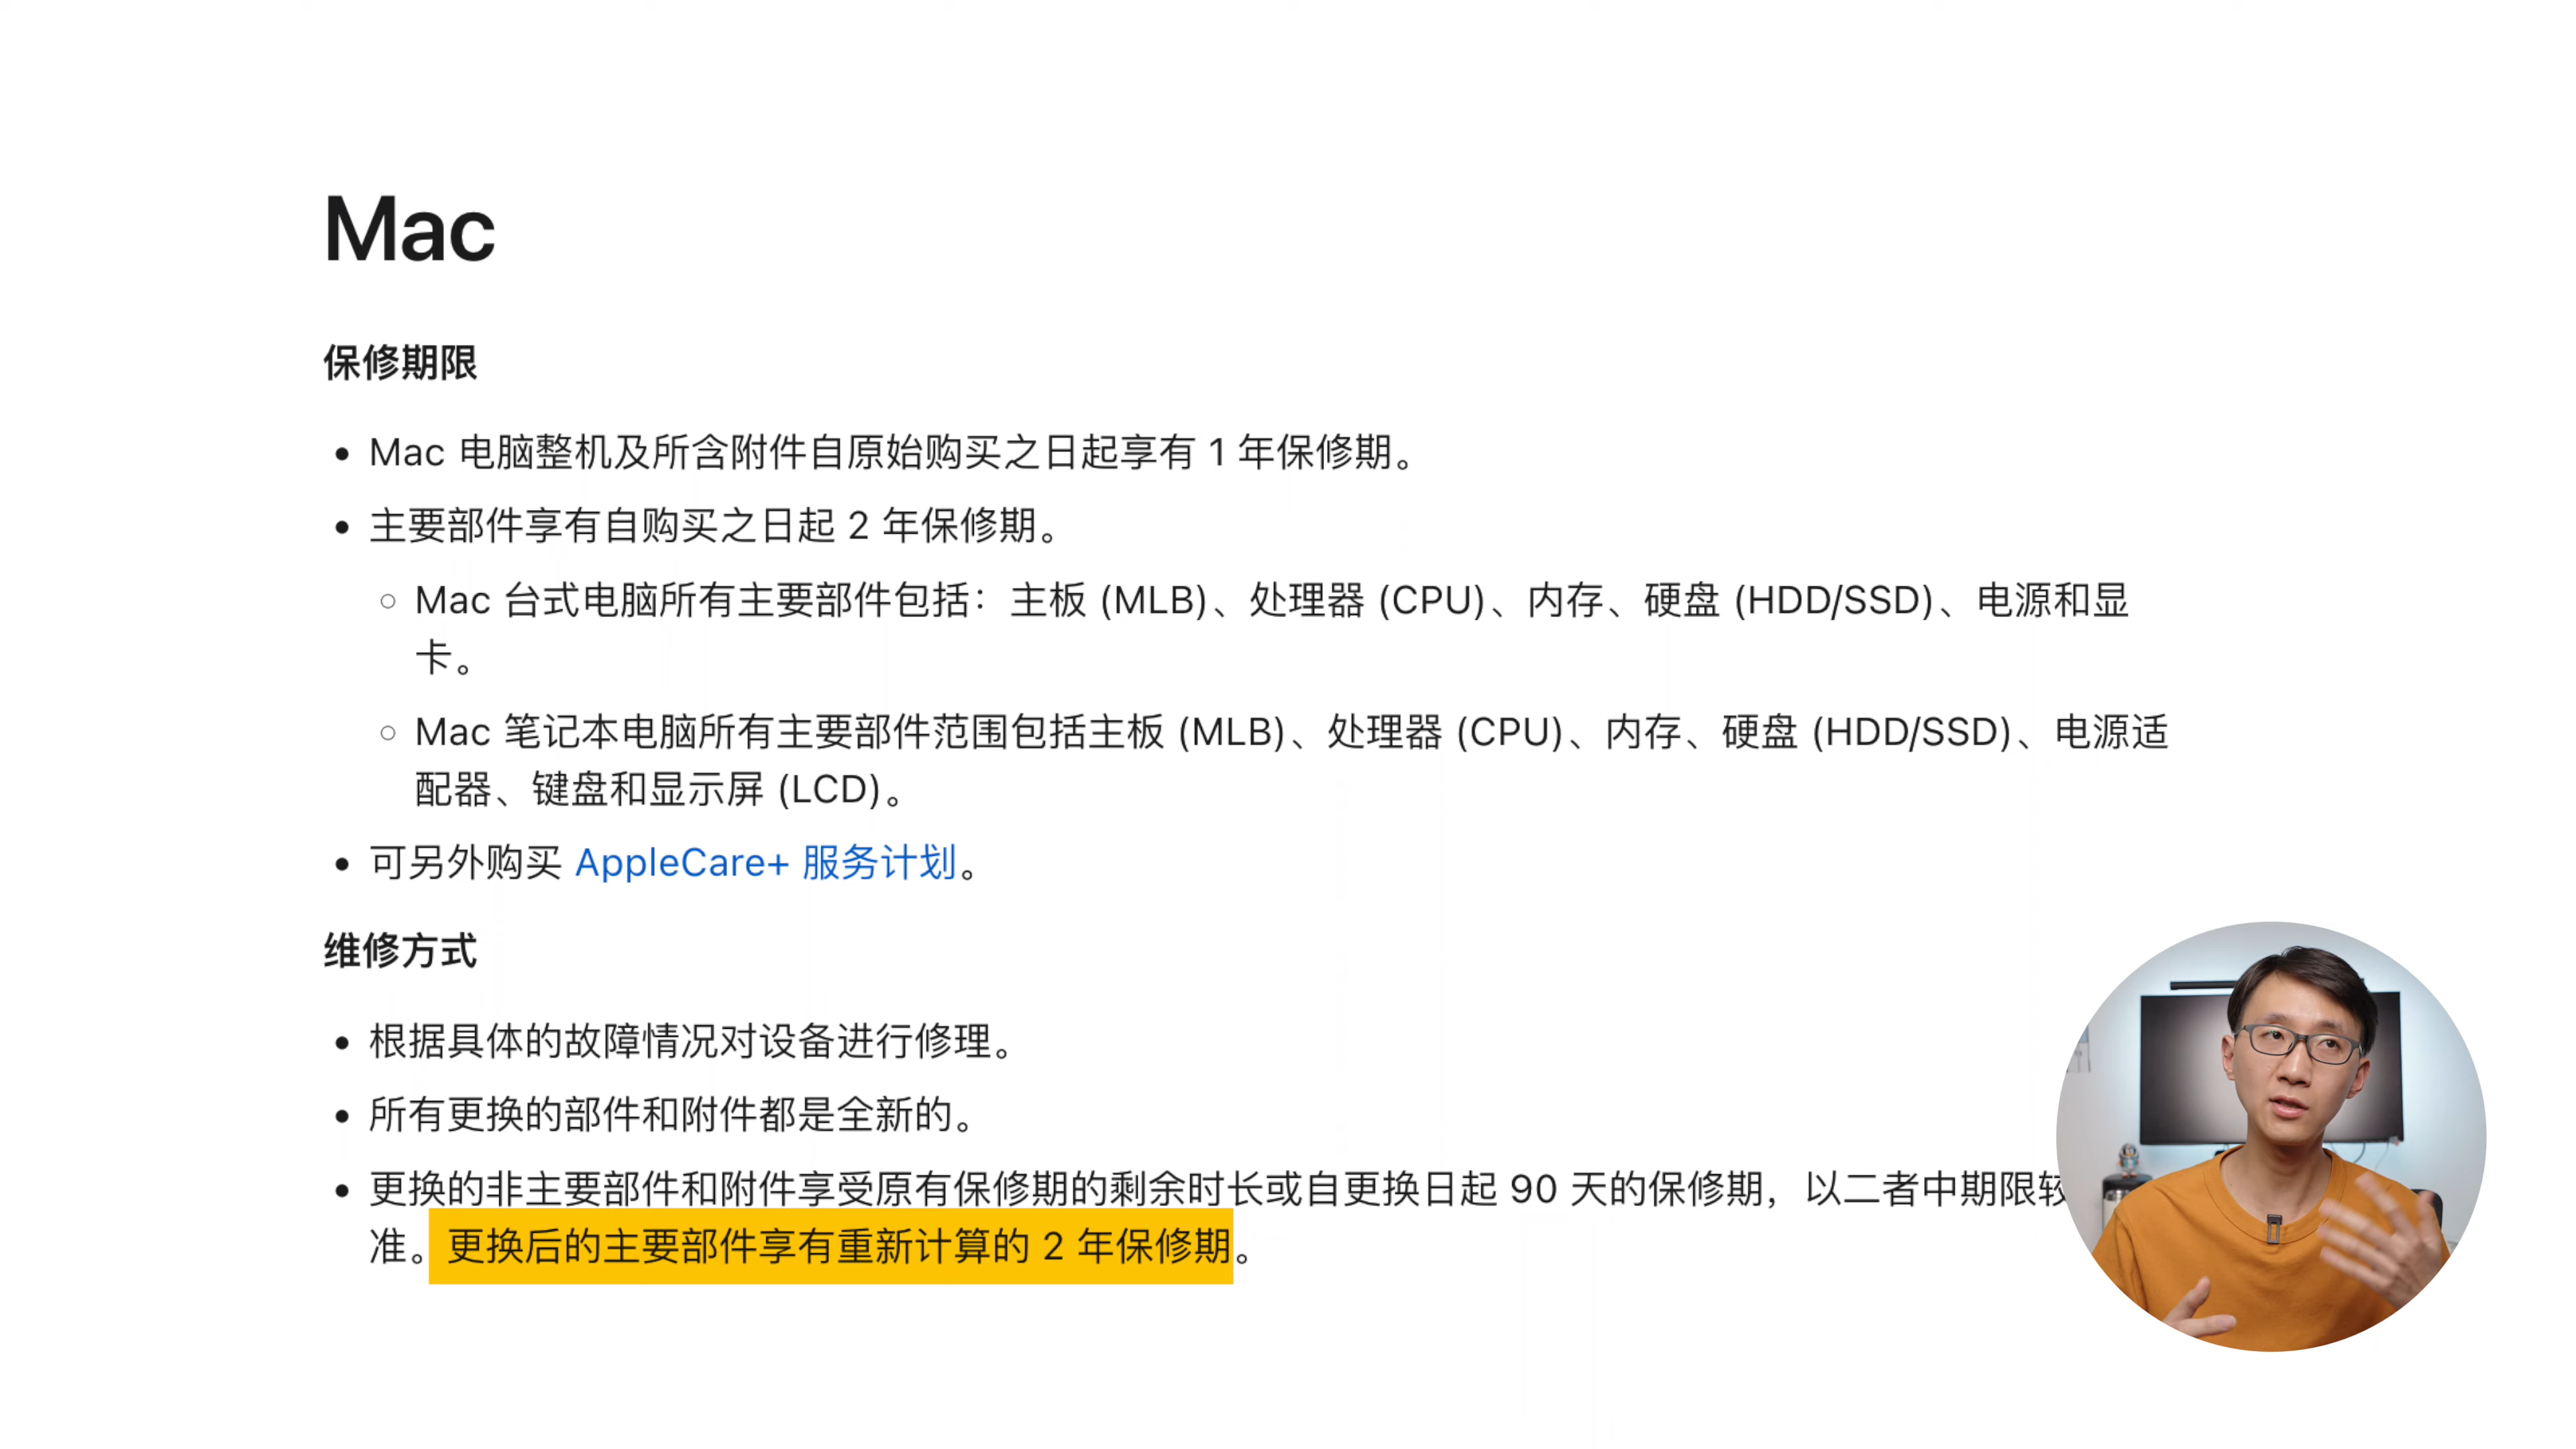 Mac
保修期限
• Mac 电脑整机及所含附件自原始购买之日起享有 1 年保修期。
• 主要部件享有自购买之日起 2 年保修期。
○ Mac 台式电脑所有主要部件包括：主板 (MLB)、处理器 (CPU)、内存、硬盘 (HDD/SSD)、电源和显
卡。
○ Mac 笔记本电脑所有主要部件范围包括主板 (MLB)、处理器 (CPU)、内存、硬盘 (HDD/SSD)、电源适
配器、键盘和显示屏 (LCD)。
• 可另外购买 AppleCare+ 服务计划。
维修方式
• 根据具体的故障情况对设备进行修理。
• 所有更换的部件和附件都是全新的。
• 更换的非主要部件和附件享受原有保修期的剩余时长或自更换日起 90 天的保修期，以二者中期限较
准。更换后的主要部件享有重新计算的 2 年保修期。